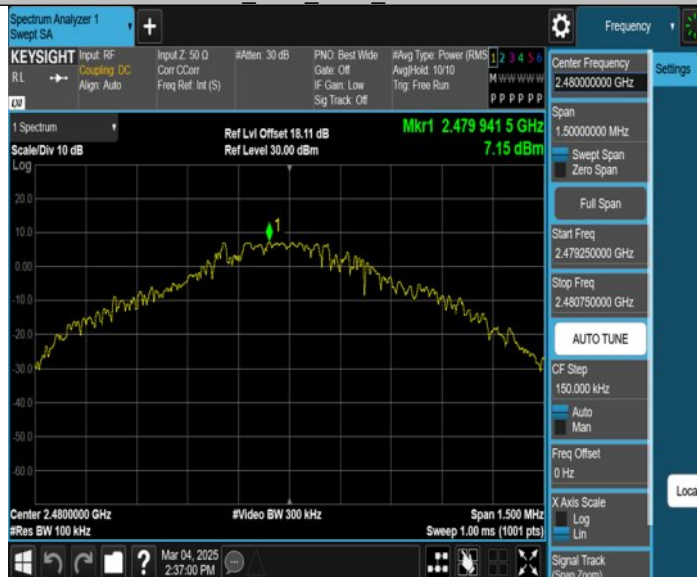 Spectrum Analyzer 1
Swept SA
Frequency
KEYSIGHT
RL
LXI
Input: RF
Coupling: DC
Align: Auto
Input Z: 50 Ω
Corr CCorr
Freq Ref: Int (S)
#Atten: 30 dB
PNO: Best Wide
Gate: Off
IF Gain: Low
Sig Track: Off
#Avg Type: Power (RMS
Avg|Hold: 10/10
Trig: Free Run
1 2 3 4 5 6
M W W W W W
P P P P P P
1 Spectrum
Scale/Div 10 dB
Log
Ref Lvl Offset 18.11 dB
Ref Level 30.00 dBm
Mkr1 2.479 941 5 GHz
7.15 dBm
1
20.0
10.0
0.00
-10.0
-20.0
-30.0
-40.0
-50.0
-60.0
Center 2.4800000 GHz
#Res BW 100 kHz
#Video BW 300 kHz
Span 1.500 MHz
Sweep 1.00 ms (1001 pts)
Center Frequency
2.480000000 GHz
Span
1.50000000 MHz
Swept Span
Zero Span
Full Span
Start Freq
2.479250000 GHz
Stop Freq
2.480750000 GHz
AUTO TUNE
CF Step
150.000 kHz
Auto
Man
Freq Offset
0 Hz
X Axis Scale
Log
Lin
Signal Track
(Span Zoom)
Settings
Loca
?
Mar 04, 2025
2:37:00 PM